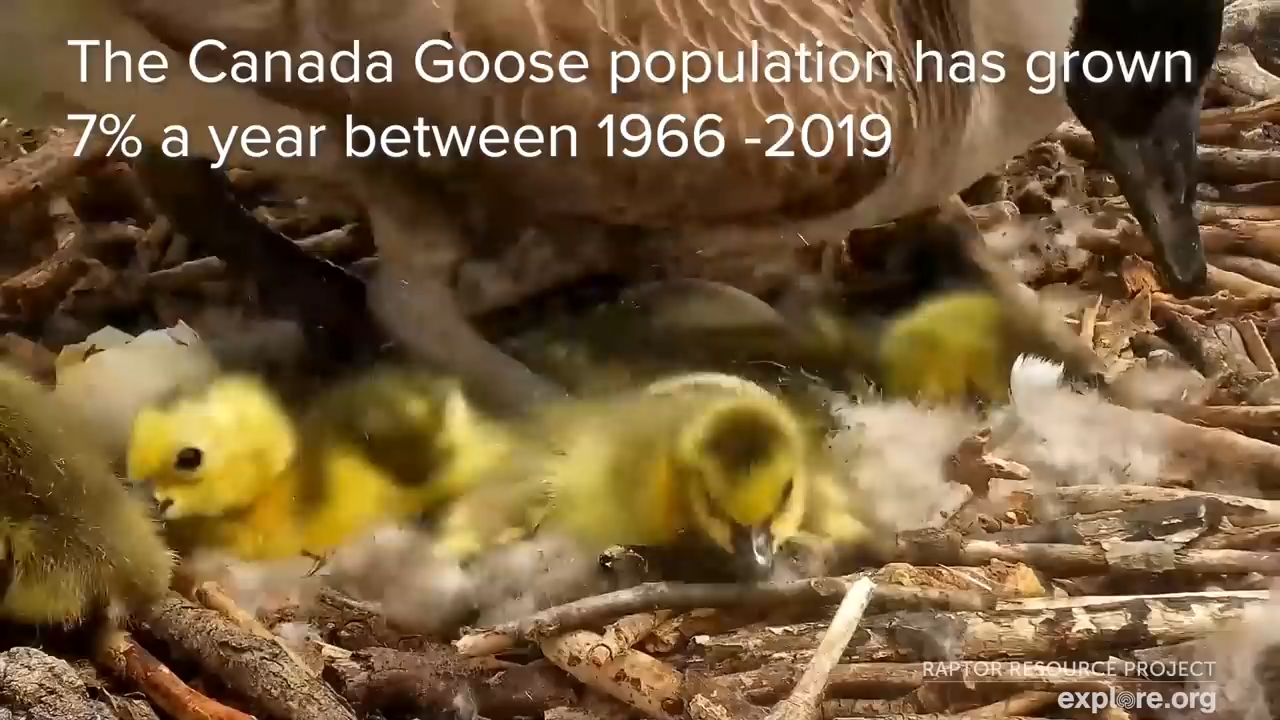 The Canada Goose population has grown
7% a year between 1966 -2019
RAPTOR RESOURCE PROJECT
explore.org